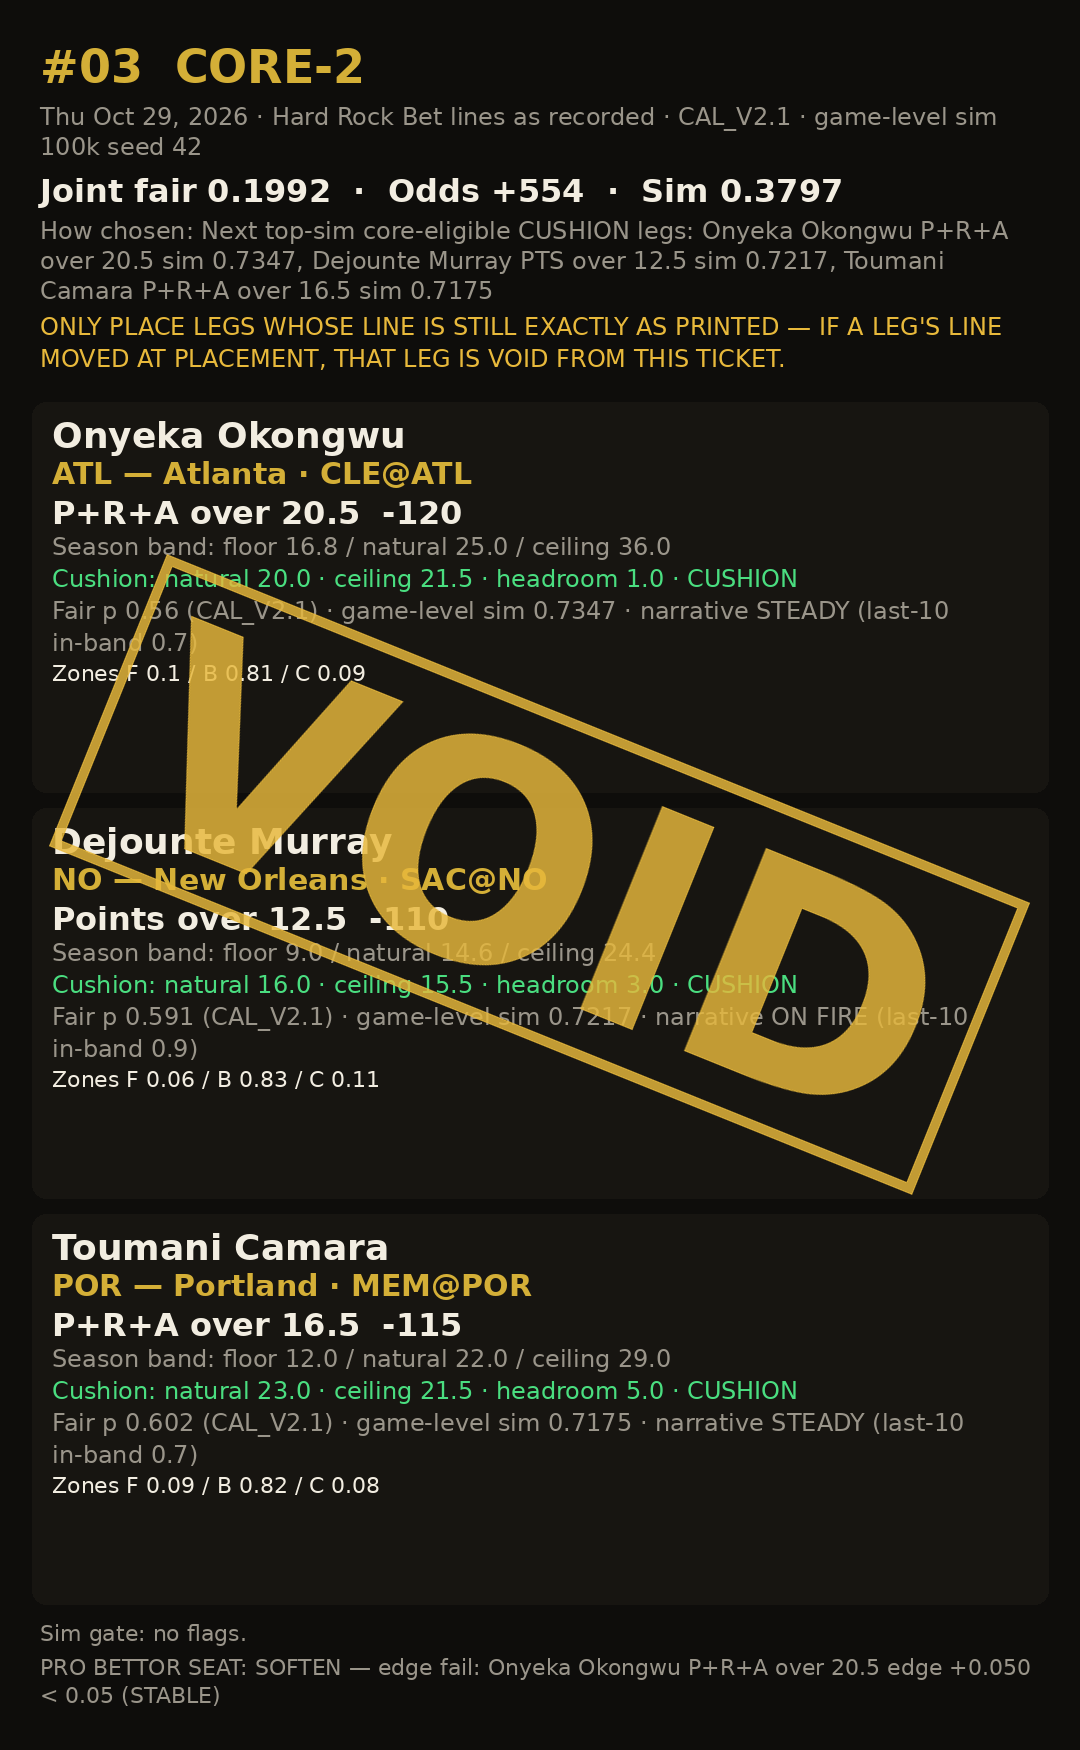 #03 CORE-2
Thu Oct 29, 2026 · Hard Rock Bet lines as recorded · CAL_V2.1 · game-level sim
100k seed 42
Joint fair 0.1992 · Odds +554 · Sim 0.3797
How chosen: Next top-sim core-eligible CUSHION legs: Onyeka Okongwu P+R+A
over 20.5 sim 0.7347, Dejounte Murray PTS over 12.5 sim 0.7217, Toumani
Camara P+R+A over 16.5 sim 0.7175
ONLY PLACE LEGS WHOSE LINE IS STILL EXACTLY AS PRINTED — IF A LEG'S LINE
MOVED AT PLACEMENT, THAT LEG IS VOID FROM THIS TICKET.
Onyeka Okongwu
ATL — Atlanta · CLE@ATL
P+R+A over 20.5 -120
Season band: floor 16.8 / natural 25.0 / ceiling 36.0
Cushion: natural 20.0 · ceiling 21.5 · headroom 1.0 · CUSHION
Fair p 0.56 (CAL_V2.1) · game-level sim 0.7347 · narrative STEADY (last-10
in-band 0.7)
Zones F 0.1 / B 0.81 / C 0.09
VOID
Dejounte Murray
NO — New Orleans · SAC@NO
Points over 12.5 -110
Season band: floor 9.0 / natural 14.6 / ceiling 24.4
Cushion: natural 16.0 · ceiling 15.5 · headroom 3.0 · CUSHION
Fair p 0.591 (CAL_V2.1) · game-level sim 0.7217 · narrative ON FIRE (last-10
in-band 0.9)
Zones F 0.06 / B 0.83 / C 0.11
Toumani Camara
POR — Portland · MEM@POR
P+R+A over 16.5 -115
Season band: floor 12.0 / natural 22.0 / ceiling 29.0
Cushion: natural 23.0 · ceiling 21.5 · headroom 5.0 · CUSHION
Fair p 0.602 (CAL_V2.1) · game-level sim 0.7175 · narrative STEADY (last-10
in-band 0.7)
Zones F 0.09 / B 0.82 / C 0.08
Sim gate: no flags.
PRO BETTOR SEAT: SOFTEN — edge fail: Onyeka Okongwu P+R+A over 20.5 edge +0.050
< 0.05 (STABLE)